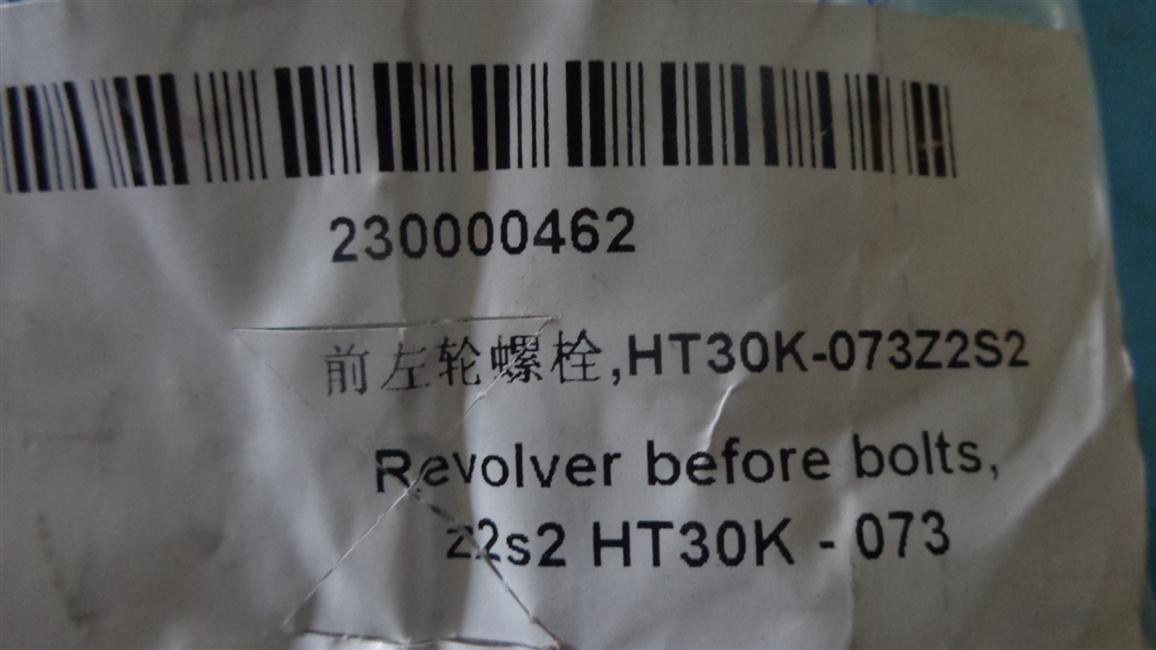 230000462
前左轮螺栓,HT30K-073Z2S2
Revolver before bolts,
z2s2 HT30K - 073